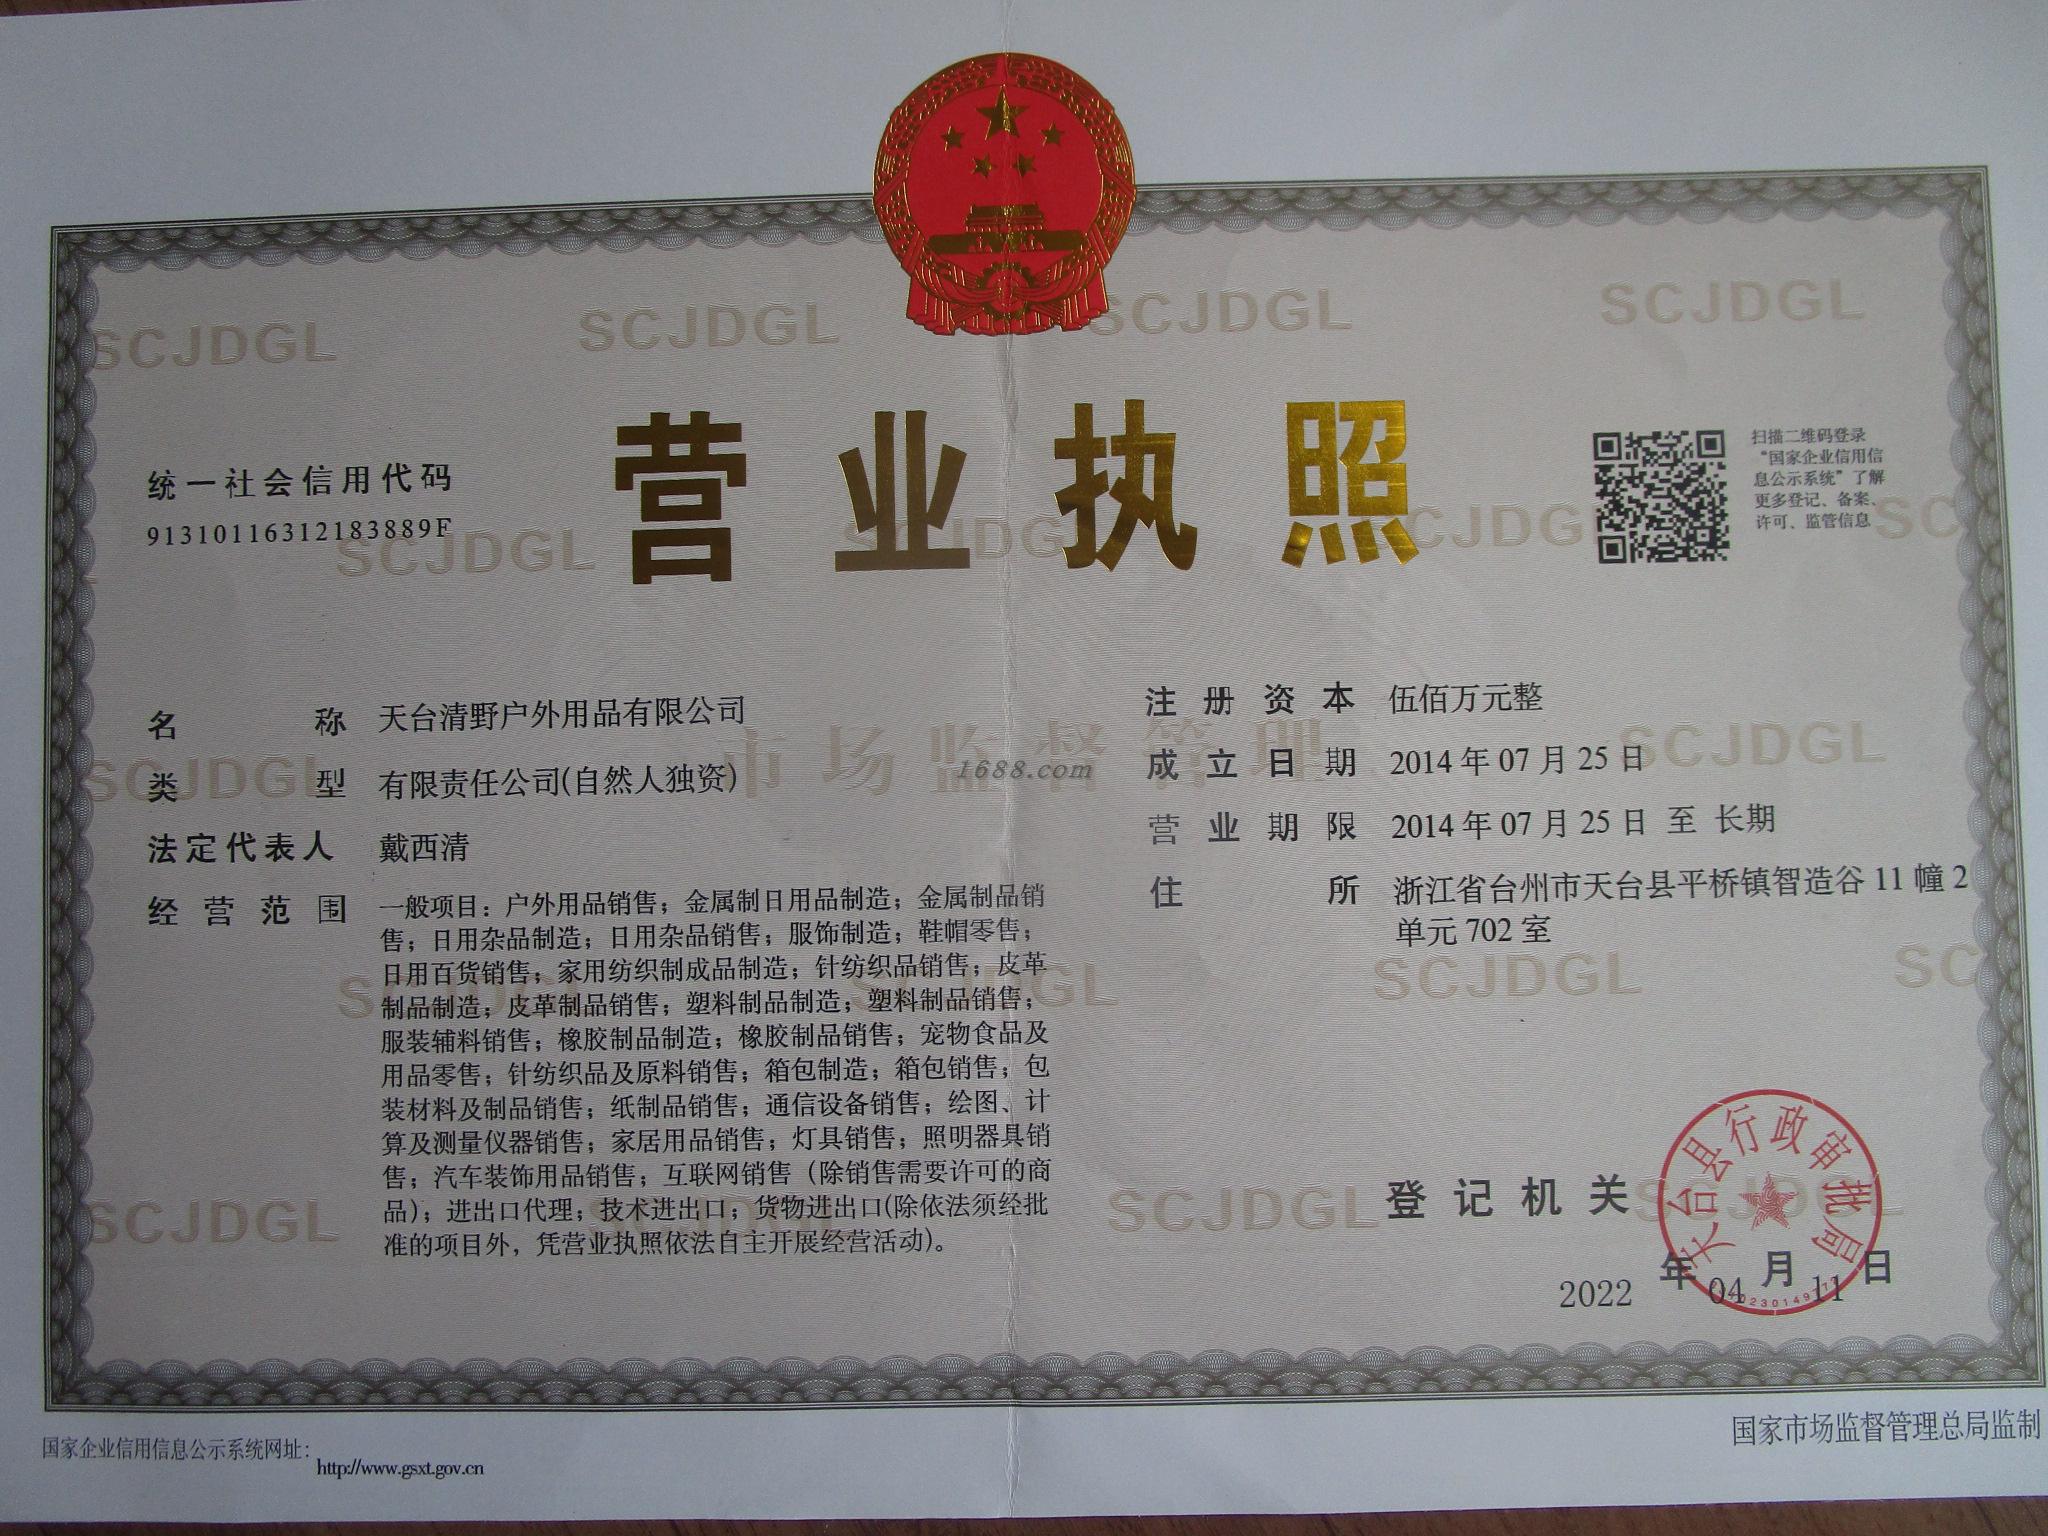 SCJDGL
SCJDGL
SCJDGL
SCJDGL
营业执照
统一社会信用代码
91310116312183889F
扫描二维码登录
“国家企业信用信
息公示系统”了解
更多登记、备案、
许可、监管信息
SCJDGL
SCJDGL
SCJDGL
SC
名称 天台清野户外用品有限公司
类型 有限责任公司(自然人独资)
法定代表人 戴西清
经营范围 一般项目：户外用品销售；金属制日用品制造；金属制品销
售；日用杂品制造；日用杂品销售；服饰制造；鞋帽零售；
日用百货销售；家用纺织制成品制造；针纺织品销售；皮革
制品制造；皮革制品销售；塑料制品制造；塑料制品销售；
服装辅料销售；橡胶制品制造；橡胶制品销售；宠物食品及
用品零售；针纺织品及原料销售；箱包制造；箱包销售；包
装材料及制品销售；纸制品销售；通信设备销售；绘图、计
算及测量仪器销售；家居用品销售；灯具销售；照明器具销
售；汽车装饰用品销售；互联网销售（除销售需要许可的商
品）；进出口代理；技术进出口；货物进出口(除依法须经批
准的项目外，凭营业执照依法自主开展经营活动)。
注册资本 伍佰万元整
成立日期 2014年07月25日
营业期限 2014年07月25日 至 长期
住所 浙江省台州市天台县平桥镇智造谷11幢2
单元702室
市场监督管理
1688.com
SCJDGL
SCJDGL
SCJDGL
SCJDGL
SCJDGL
SC
SCJDGL
SCJDGL
SCJDGL
SCJDGL
登记机关
天台县行政审批局
2022年04月11日
国家企业信用信息公示系统网址：
http://www.gsxt.gov.cn
国家市场监督管理总局监制